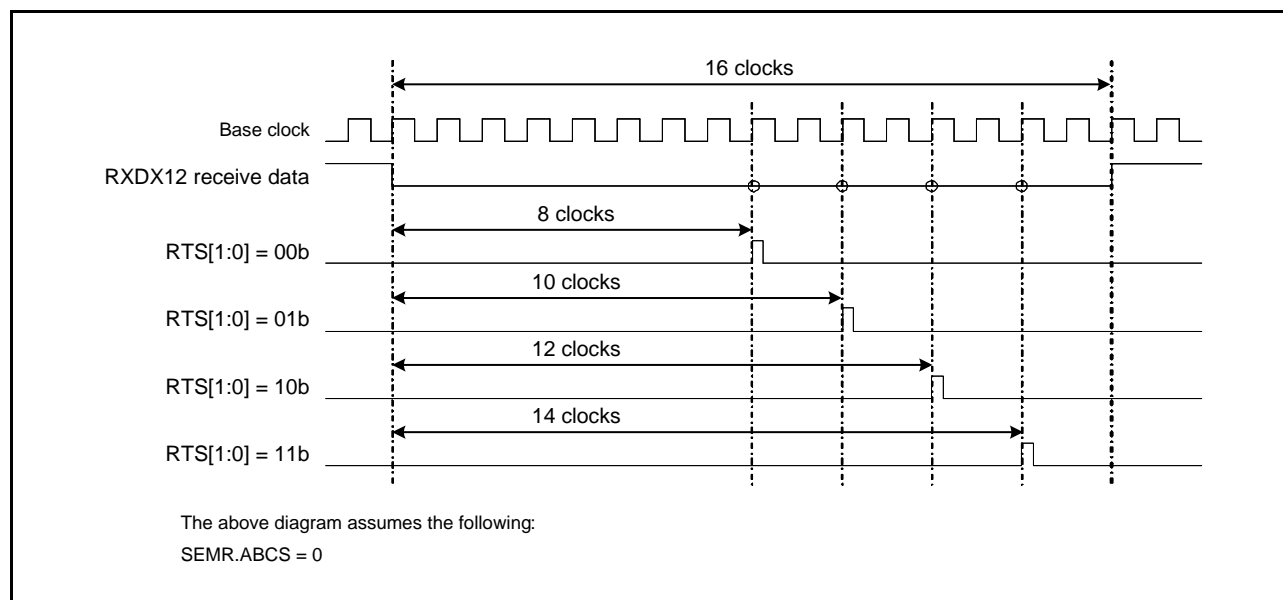 16 clocks
Base clock
RXDX12 receive data
8 clocks
RTS[1:0] = 00b
10 clocks
RTS[1:0] = 01b
12 clocks
RTS[1:0] = 10b
14 clocks
RTS[1:0] = 11b
The above diagram assumes the following:
SEMR.ABCS = 0